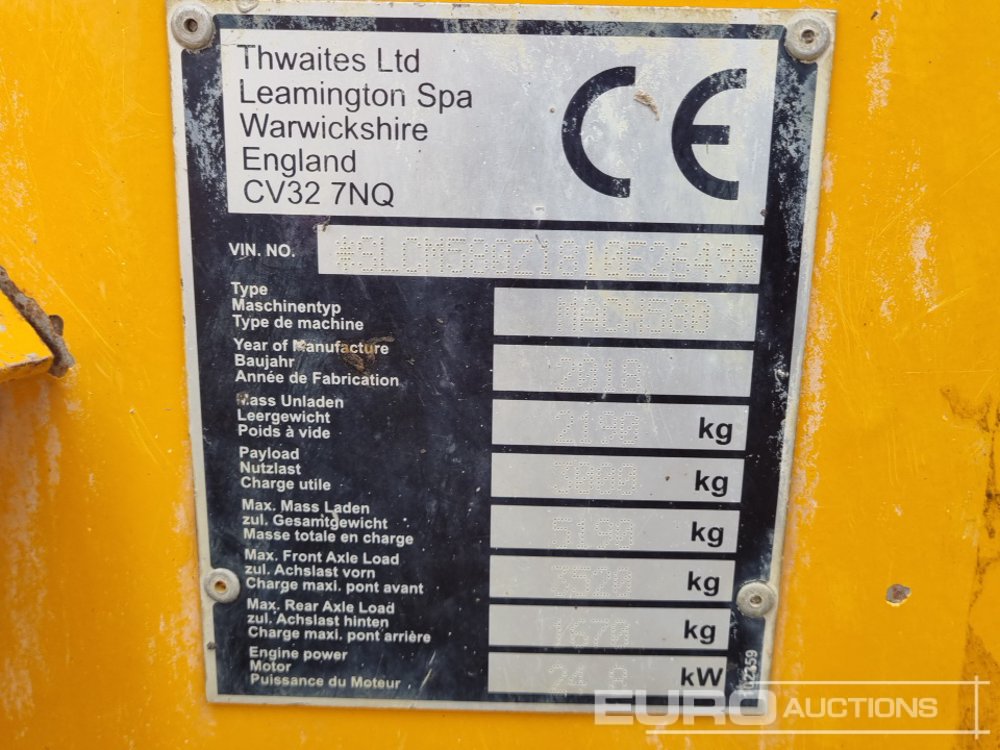 Thwaites Ltd
Leamington Spa
Warwickshire
England
CV32 7NQ
CE
VIN. NO.
Type
Maschinentyp
Type de machine
MACH580
Year of Manufacture
Baujahr
Année de Fabrication
2018
Mass Unladen
Leergewicht
Poids à vide
kg
Payload
Nutzlast
Charge utile
3000 kg
Max. Mass Laden
zul. Gesamtgewicht
Masse totale en charge
kg
Max. Front Axle Load
zul. Achslast vorn
Charge maxi. pont avant
kg
Max. Rear Axle Load
zul. Achslast hinten
Charge maxi. pont arrière
kg
Engine power
Motor
Puissance du Moteur
kW
EURO AUCTIONS